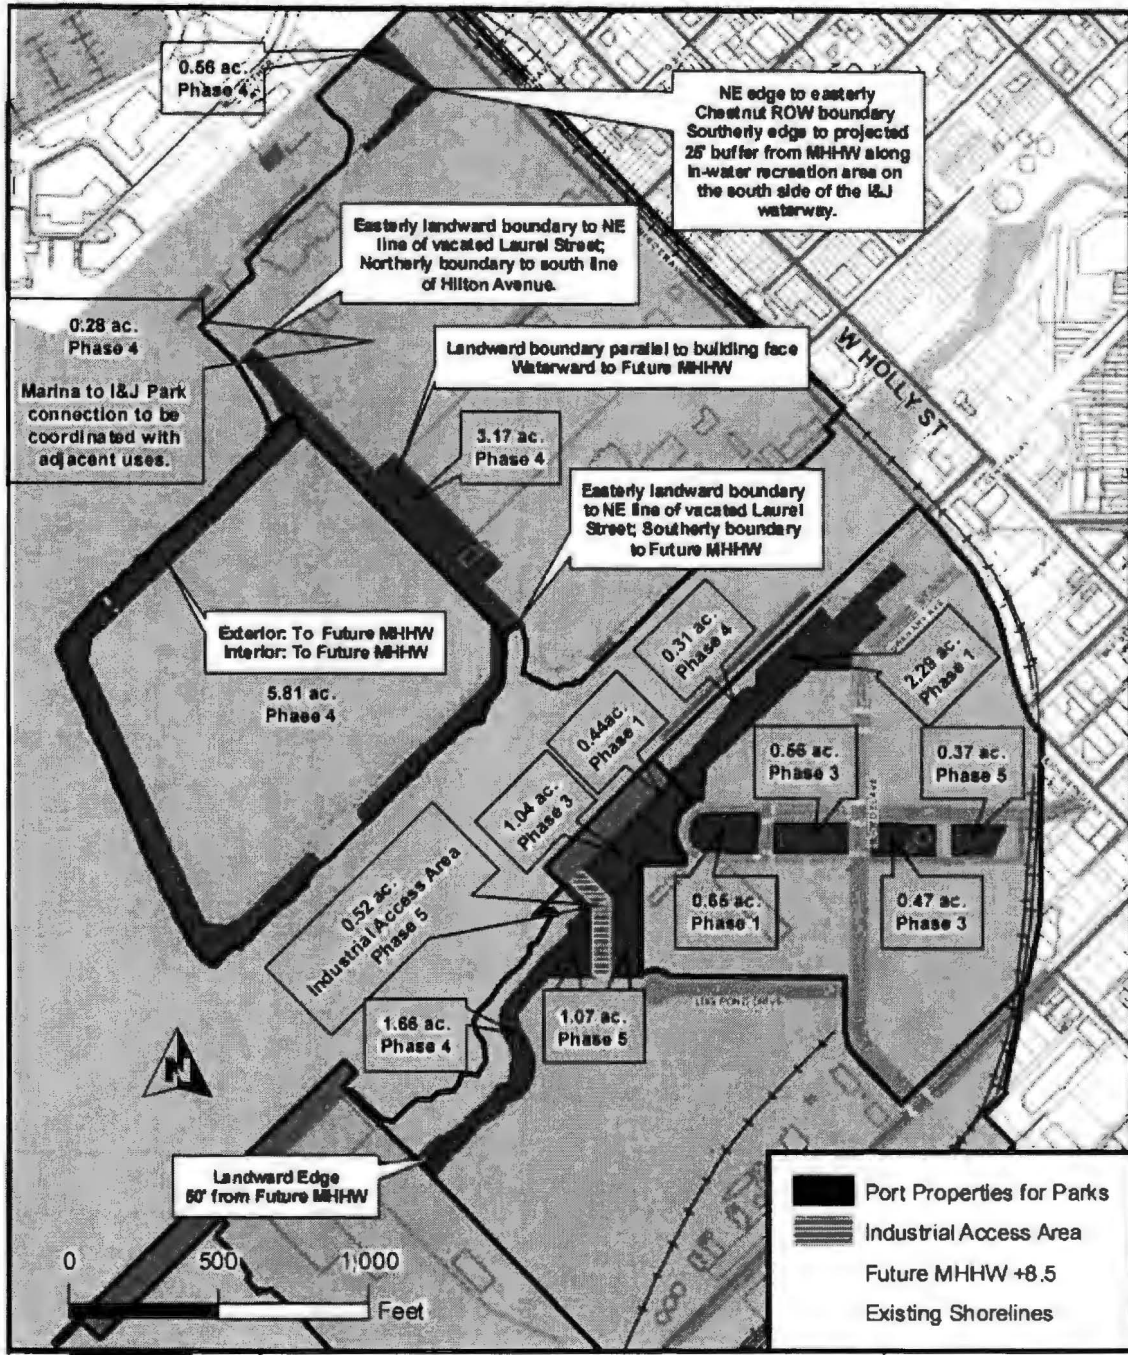 0.56 ac.
Phase 4
NE edge to easterly
Chestnut ROW boundary
Southerly edge to projected
25' buffer from MHHW along
in-water recreation area on
the south side of the I&J
waterway.
Easterly landward boundary to NE
line of vacated Laurel Street;
Northerly boundary to south line
of Hilton Avenue.
0.28 ac.
Phase 4
Marina to I&J Park
connection to be
coordinated with
adjacent uses.
Landward boundary parallel to building face
Waterward to Future MHHW
W HOLLY ST
3.17 ac.
Phase 4
Easterly landward boundary
to NE line of vacated Laurel
Street; Southerly boundary
to Future MHHW
Exterior: To Future MHHW
Interior: To Future MHHW
5.81 ac.
Phase 4
0.31 ac.
Phase 4
2.29 ac.
Phase 1
0.44ac.
Phase 1
1.04 ac.
Phase 3
0.56 ac.
Phase 3
0.37 ac.
Phase 5
0.52 ac.
Industrial Access Area
Phase 5
0.65 ac.
Phase 1
0.47 ac.
Phase 3
LOG POND DRIVE
1.66 ac.
Phase 4
1.07 ac.
Phase 5
N
Landward Edge
50' from Future MHHW
0 500 1,000
Feet
Port Properties for Parks
Industrial Access Area
Future MHHW +8.5
Existing Shorelines